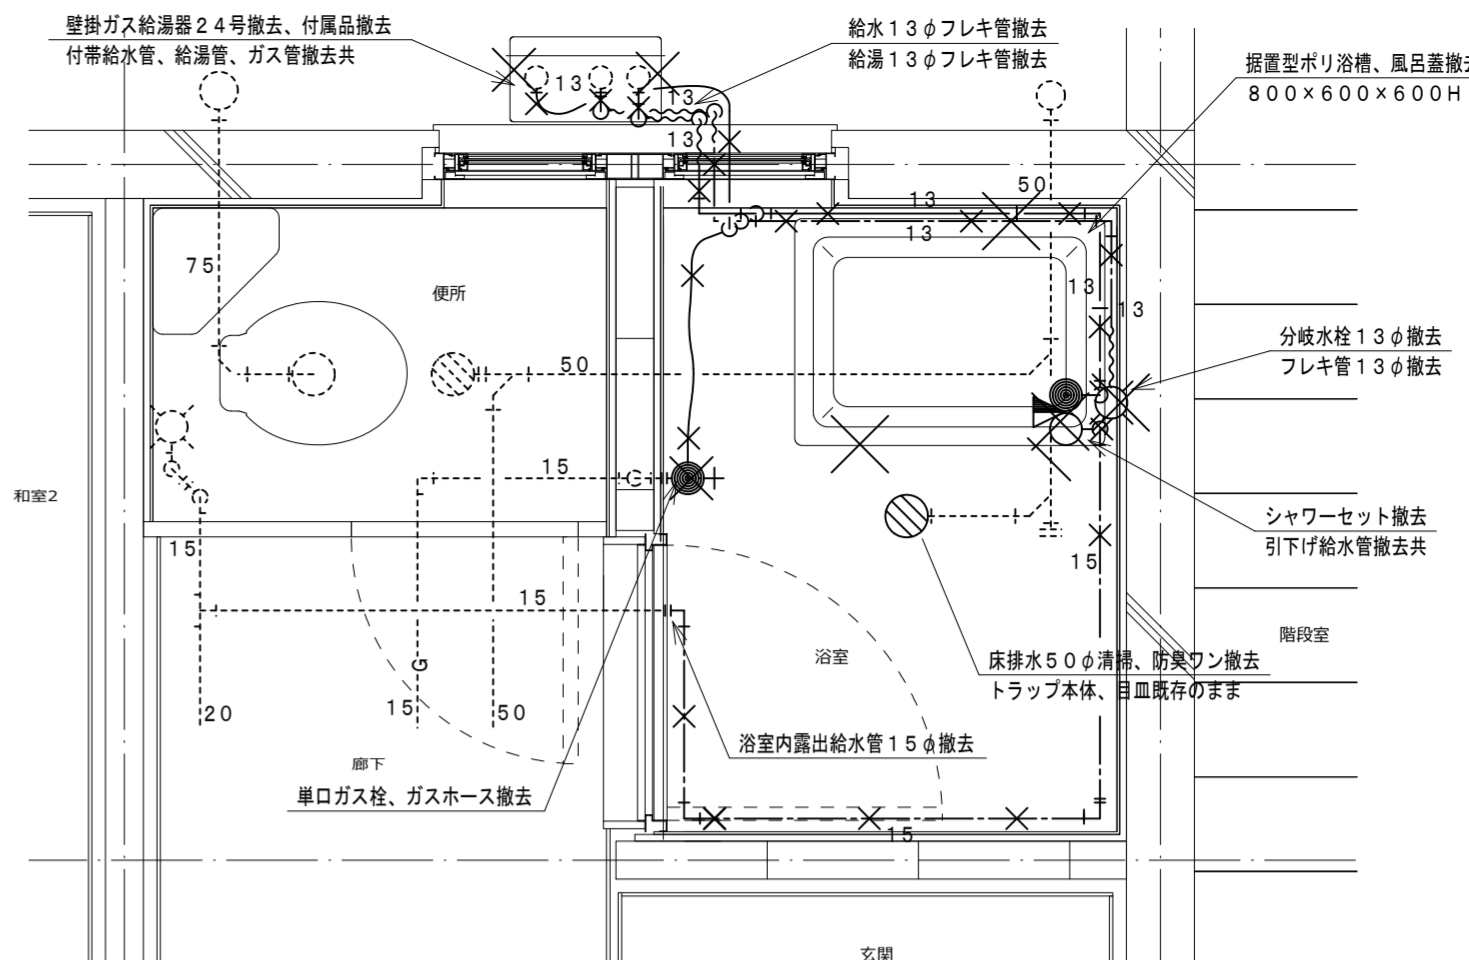 壁掛ガス給湯器２４号撤去、付属品撤去
付帯給水管、給湯管、ガス管撤去共
給水１３φフレキ管撤去
給湯１３φフレキ管撤去
据置型ポリ浴槽、風呂蓋撤去
８００×６００×６００Ｈ
13
13
13
50
13
13
75
便所
13
13
分岐水栓１３φ撤去
フレキ管１３φ撤去
50
15
和室2
シャワーセット撤去
引下げ給水管撤去共
15
15
15
階段室
浴室
床排水５０φ清掃、防臭ワン撤去
トラップ本体、目皿既存のまま
G
20
15
50
浴室内露出給水管１５φ撤去
廊下
単口ガス栓、ガスホース撤去
15
玄関